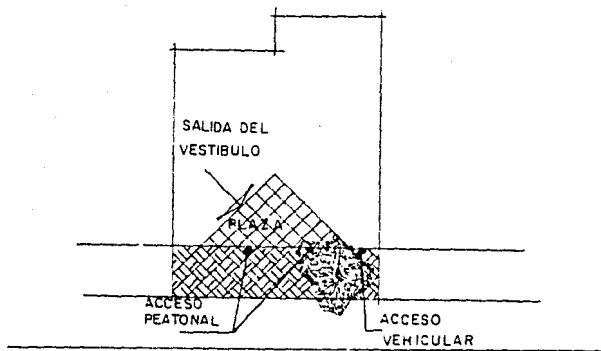 SALIDA DEL
VESTIBULO
PLAZA
ACCESO
PEATONAL
ACCESO
VEHICULAR